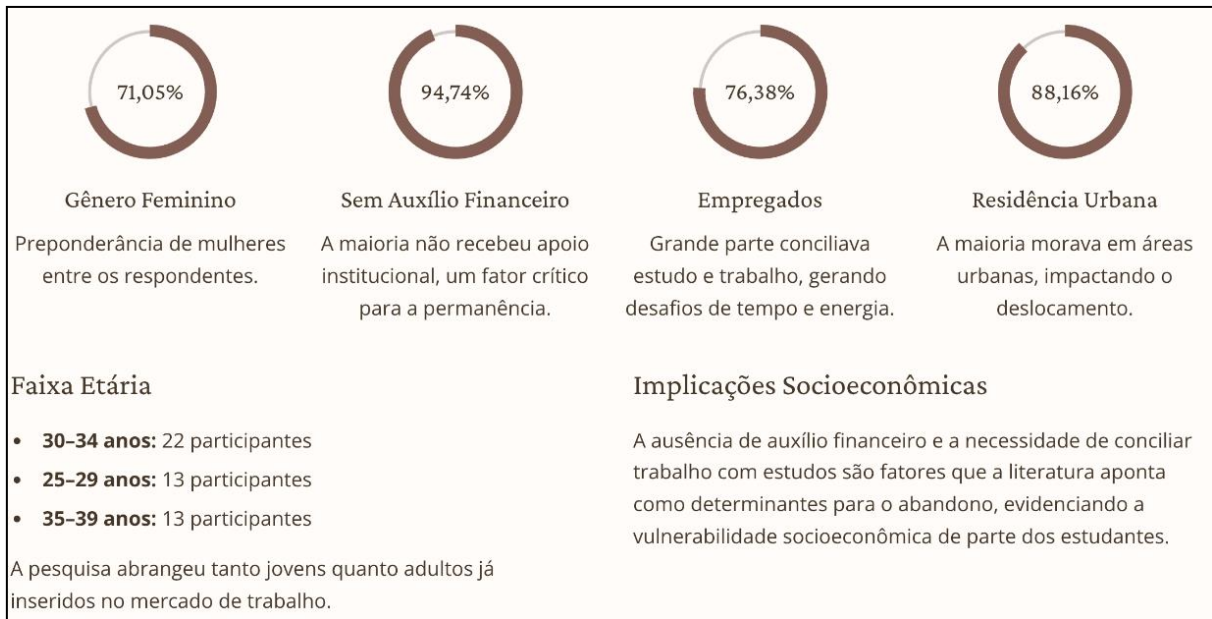 71,05%
94,74%
76,38%
88,16%
Gênero Feminino
Preponderância de mulheres
entre os respondentes.
Sem Auxílio Financeiro
A maioria não recebeu apoio
institucional, um fator crítico
para a permanência.
Empregados
Grande parte conciliava
estudo e trabalho, gerando
desafios de tempo e energia.
Residência Urbana
A maioria morava em áreas
urbanas, impactando o
deslocamento.
Faixa Etária
• 30–34 anos: 22 participantes
• 25–29 anos: 13 participantes
• 35–39 anos: 13 participantes
A pesquisa abrangeu tanto jovens quanto adultos já
inseridos no mercado de trabalho.
Implicações Socioeconômicas
A ausência de auxílio financeiro e a necessidade de conciliar
trabalho com estudos são fatores que a literatura aponta
como determinantes para o abandono, evidenciando a
vulnerabilidade socioeconômica de parte dos estudantes.